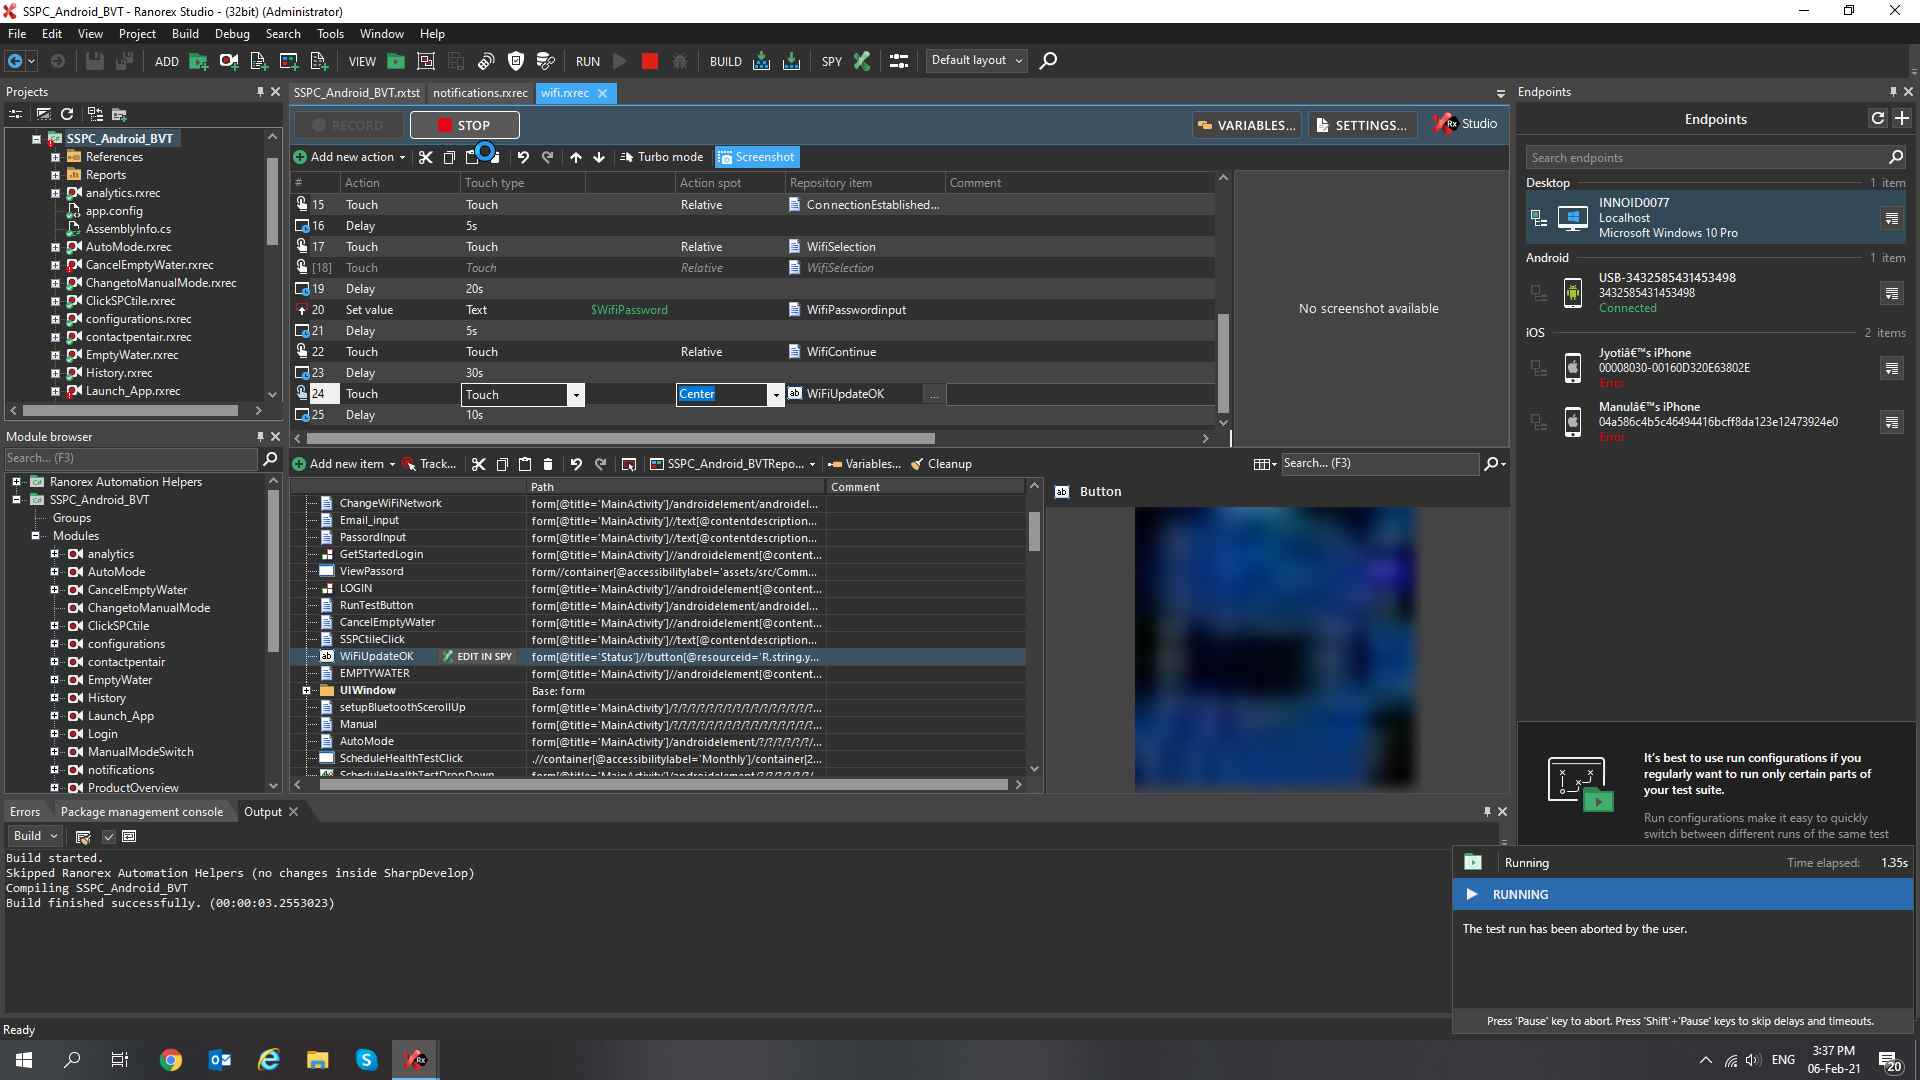 SSPC_Android_BVT - Ranorex Studio - (32bit) (Administrator)
File Edit View Project Build Debug Search Tools Window Help
ADD VIEW RUN BUILD SPY Default layout
Projects
SSPC_Android_BVT
References
Reports
analytics.rxrec
app.config
AssemblyInfo.cs
AutoMode.rxrec
CancelEmptyWater.rxrec
ChangetoManualMode.rxrec
ClickSPCtile.rxrec
configurations.rxrec
contactpentair.rxrec
EmptyWater.rxrec
History.rxrec
Launch_App.rxrec
Module browser
Search... (F3)
Ranorex Automation Helpers
SSPC_Android_BVT
Groups
Modules
analytics
AutoMode
CancelEmptyWater
ChangetoManualMode
ClickSPCtile
configurations
contactpentair
EmptyWater
History
Launch_App
Login
ManualModeSwitch
notifications
ProductOverview
SSPC_Android_BVT.rxtst notifications.rxrec wifi.rxrec
RECORD STOP VARIABLES... SETTINGS... Rx Studio
Add new action Turbo mode Screenshot
# Action Touch type Action spot Repository item Comment
15 Touch Touch Relative ConnectionEstablished...
16 Delay 5s
17 Touch Touch Relative WifiSelection
[18] Touch Touch Relative WifiSelection
19 Delay 20s
20 Set value Text $WifiPassword WifiPasswordinput
21 Delay 5s
22 Touch Touch Relative WifiContinue
23 Delay 30s
24 Touch Touch Center ab WiFiUpdateOK ...
25 Delay 10s
No screenshot available
Add new item Track... SSPC_Android_BVTRepo... Variables... Cleanup Search... (F3)
Path Comment
ChangeWiFiNetwork form[@title='MainActivity']/androidelement/androidel...
Email_input form[@title='MainActivity']//text[@contentdescription...
PassordInput form[@title='MainActivity']//text[@contentdescription...
GetStartedLogin form[@title='MainActivity']//androidelement[@content...
ViewPassord form//container[@accessibilitylabel='assets/src/Comm...
LOGIN form[@title='MainActivity']//androidelement[@content...
RunTestButton form[@title='MainActivity']/androidelement/androidel...
CancelEmptyWater form[@title='MainActivity']//androidelement[@content...
SSPCtileClick form[@title='MainActivity']//text[@contentdescription...
ab WiFiUpdateOK EDIT IN SPY form[@title='Status']//button[@resourceid='R.string.y...
EMPTYWATER form[@title='MainActivity']//androidelement[@content...
UIWindow Base: form
setupBluetoothScerollUp form[@title='MainActivity']/?/?/?/?/?/?/?/?/?/?/?/?/?/?/?...
Manual form[@title='MainActivity']/?/?/?/?/?/?/?/?/?/?/?/?/?/?/?...
AutoMode form[@title='MainActivity']/androidelement/?/?/?/?/?/?/...
ScheduleHealthTestClick .//container[@accessibilitylabel='Monthly']/container[2...
ScheduleHealthTestDropDown form[@title='MainActivity']/androidelement/?/?/?/?/?/?/...
ab Button
Errors Package management console Output
Build
Build started.
Skipped Ranorex Automation Helpers (no changes inside SharpDevelop)
Compiling SSPC_Android_BVT
Build finished successfully. (00:00:03.2553023)
Ready
Endpoints
Endpoints
Search endpoints
Desktop 1 item
INNOID0077
Localhost
Microsoft Windows 10 Pro
Android 1 item
USB-3432585431453498
3432585431453498
Connected
iOS 2 items
Jyotiâ€™s iPhone
00008030-00160D320E63802E
Error
Manulâ€™s iPhone
04a586c4b5c46494416bcff8da123e12473924e0
Error
It's best to use run configurations if you
regularly want to run only certain parts of
your test suite.
Run configurations make it easy to quickly
switch between different runs of the same test
Running Time elapsed: 1.35s
RUNNING
The test run has been aborted by the user.
Press 'Pause' key to abort. Press 'Shift'+'Pause' keys to skip delays and timeouts.
ENG 3:37 PM
06-Feb-21
20